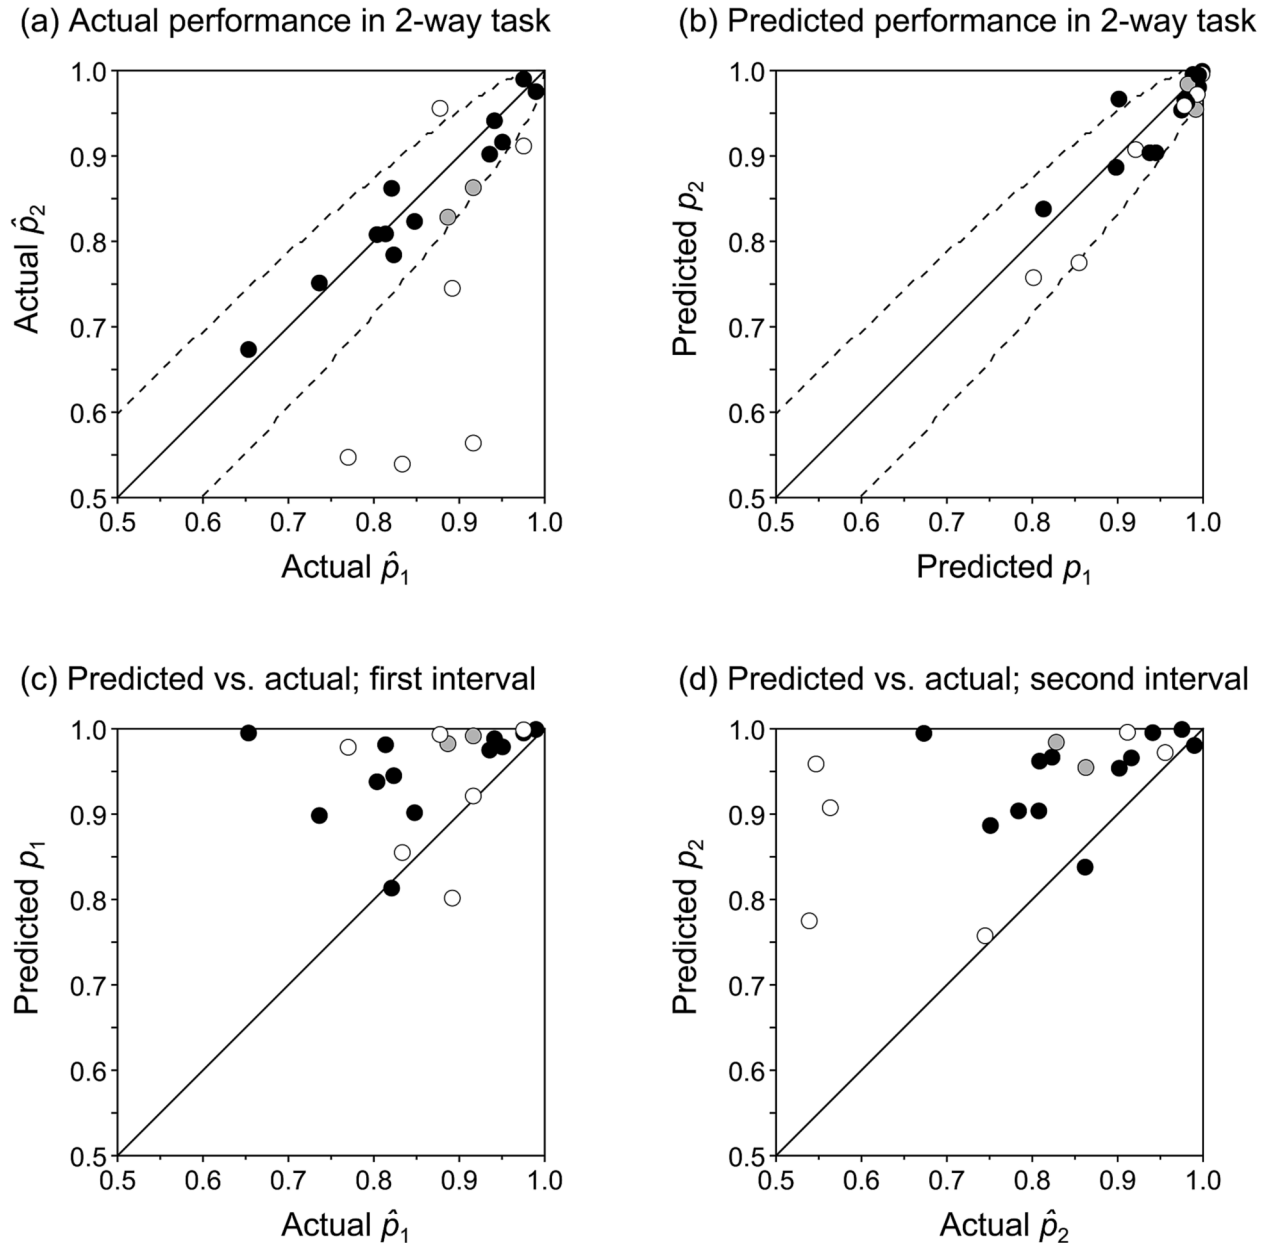 (a) Actual performance in 2-way task
1.0
0.9
0.8
0.7
0.6
0.5
Actual p̂₂
0.5 0.6 0.7 0.8 0.9 1.0
Actual p̂₁
(b) Predicted performance in 2-way task
1.0
0.9
0.8
0.7
0.6
0.5
Predicted p₂
0.5 0.6 0.7 0.8 0.9 1.0
Predicted p₁
(c) Predicted vs. actual; first interval
1.0
0.9
0.8
0.7
0.6
0.5
Predicted p₁
0.5 0.6 0.7 0.8 0.9 1.0
Actual p̂₁
(d) Predicted vs. actual; second interval
1.0
0.9
0.8
0.7
0.6
0.5
Predicted p₂
0.5 0.6 0.7 0.8 0.9 1.0
Actual p̂₂